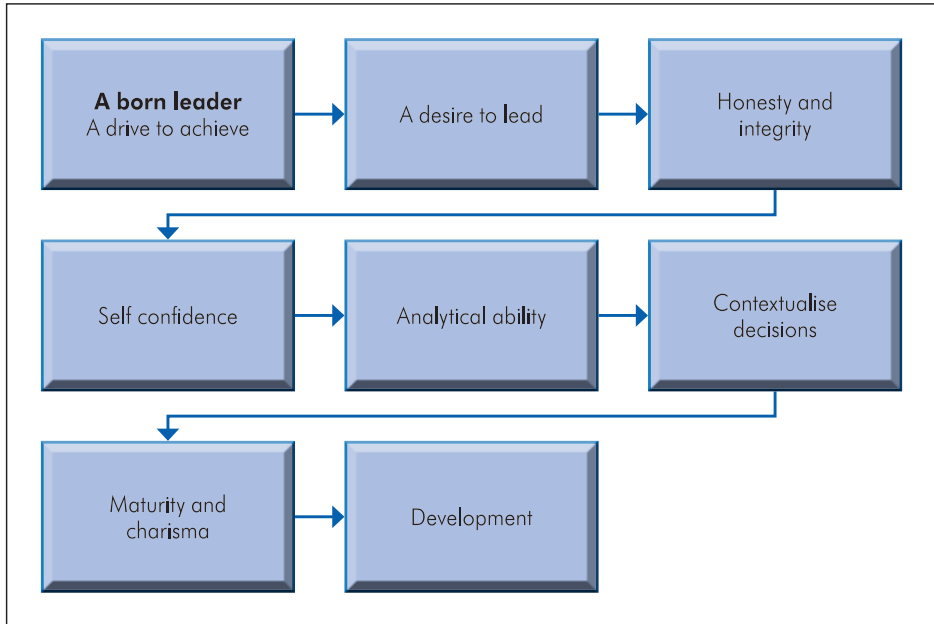 A born leader
A drive to achieve
A desire to lead
Honesty and
integrity
Self confidence
Analytical ability
Contextualise
decisions
Maturity and
charisma
Development